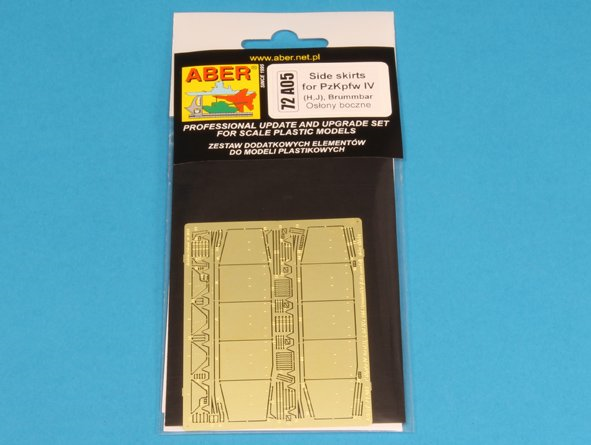 www.aber.net.pl
ABER
SINCE 1995
72 A05
Side skirts
for PzKpfw IV
(H,J), Brummbar
Osłony boczne
PROFESSIONAL UPDATE AND UPGRADE SET
FOR SCALE PLASTIC MODELS
ZESTAW DODATKOWYCH ELEMENTÓW
DO MODELI PLASTIKOWYCH